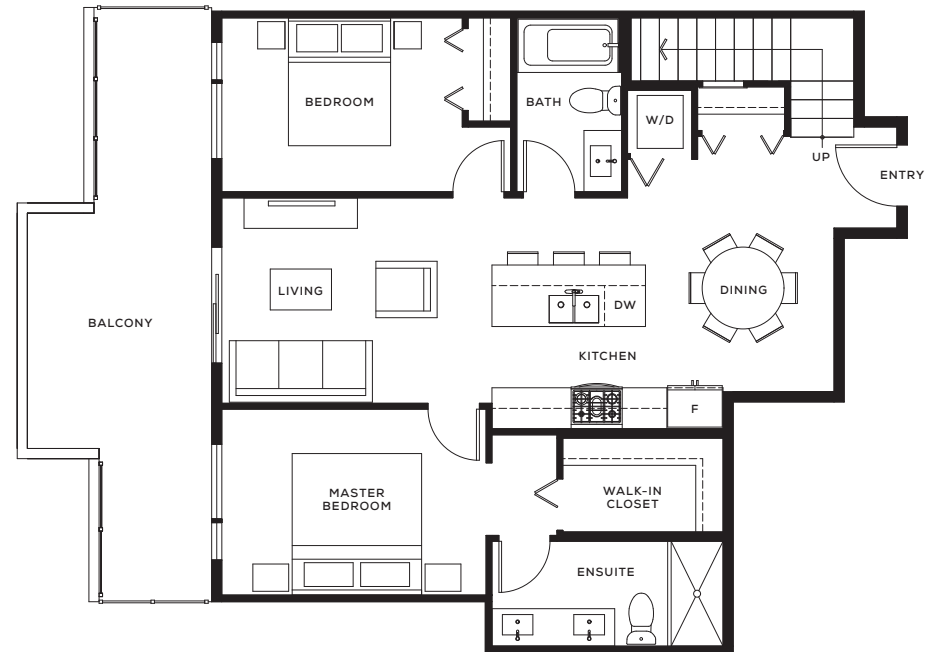 BEDROOM
BATH
W/D
UP
ENTRY
LIVING
DINING
DW
BALCONY
KITCHEN
F
MASTER
BEDROOM
WALK-IN
CLOSET
ENSUITE